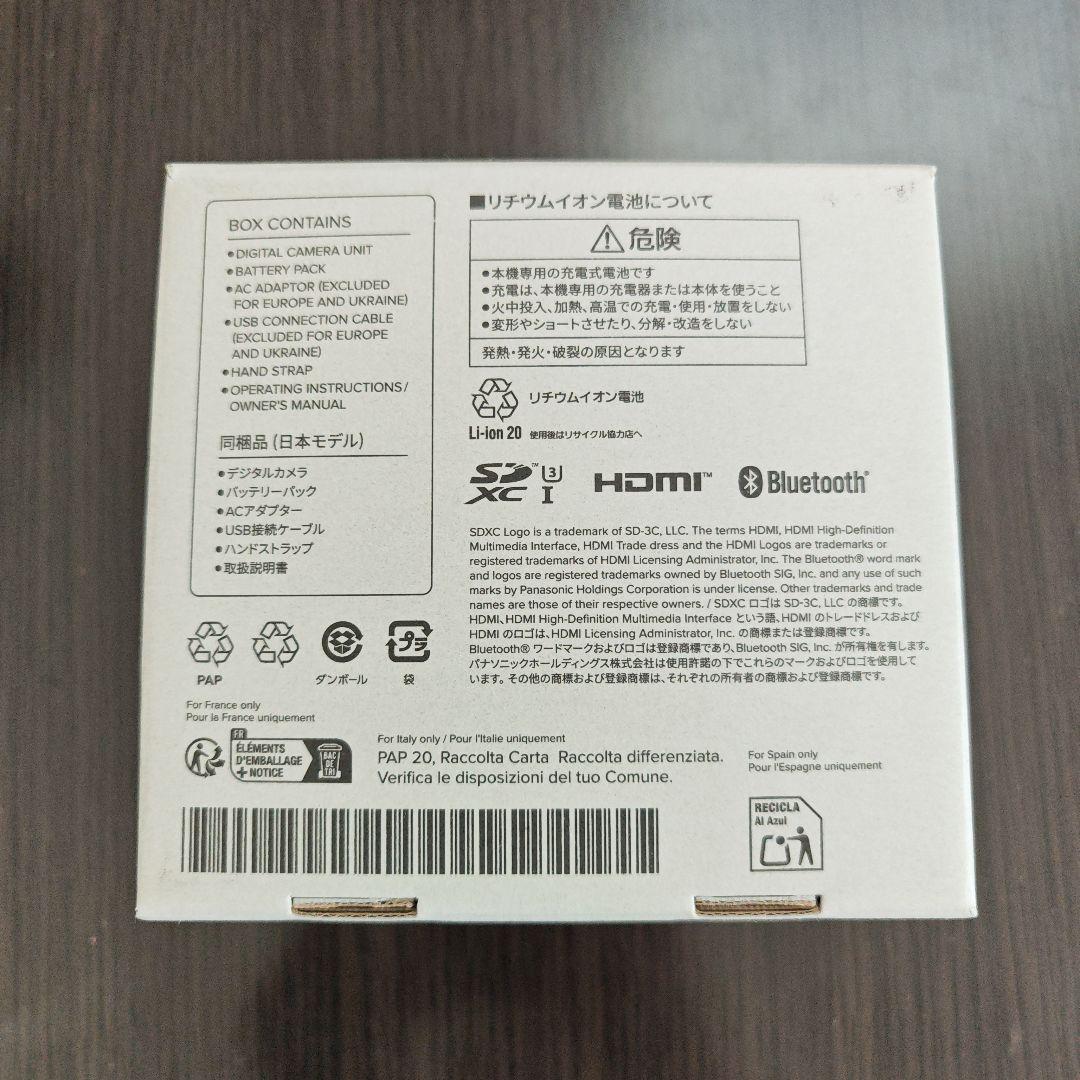 BOX CONTAINS
●DIGITAL CAMERA UNIT
●BATTERY PACK
●AC ADAPTOR (EXCLUDED
FOR EUROPE AND UKRAINE)
●USB CONNECTION CABLE
(EXCLUDED FOR EUROPE
AND UKRAINE)
●HAND STRAP
●OPERATING INSTRUCTIONS/
OWNER'S MANUAL
同梱品 (日本モデル)
●デジタルカメラ
●バッテリーパック
●ACアダプター
●USB接続ケーブル
●ハンドストラップ
●取扱説明書
■リチウムイオン電池について
危険
●本機専用の充電式電池です
●充電は、本機専用の充電器または本体を使うこと
●火中投入、加熱、高温での充電・使用・放置をしない
●変形やショートさせたり、分解・改造をしない
発熱・発火・破裂の原因となります
リチウムイオン電池
Li-ion 20 使用後はリサイクル協力店へ
SD XC™ U3 I HDMI™ Bluetooth®
SDXC Logo is a trademark of SD-3C, LLC. The terms HDMI, HDMI High-Definition
Multimedia Interface, HDMI Trade dress and the HDMI Logos are trademarks or
registered trademarks of HDMI Licensing Administrator, Inc. The Bluetooth® word mark
and logos are registered trademarks owned by Bluetooth SIG, Inc. and any use of such
marks by Panasonic Holdings Corporation is under license. Other trademarks and trade
names are those of their respective owners. / SDXC ロゴは SD-3C, LLC の商標です。
HDMI、HDMI High-Definition Multimedia Interface という語、HDMI のトレードドレスおよび
HDMI のロゴは、HDMI Licensing Administrator, Inc. の商標または登録商標です。
Bluetooth® ワードマークおよびロゴは登録商標であり、Bluetooth SIG, Inc. が所有権を有します。
パナソニックホールディングス株式会社は使用許諾の下でこれらのマークおよびロゴを使用して
います。その他の商標および登録商標は、それぞれの所有者の商標および登録商標です。
PAP
ダンボール
プラ
袋
For France only
Pour la France uniquement
FR
ÉLÉMENTS
D'EMBALLAGE
+ NOTICE
BAC
DE
TRI
For Italy only / Pour l'Italie uniquement
PAP 20, Raccolta Carta Raccolta differenziata.
Verifica le disposizioni del tuo Comune.
For Spain only
Pour l'Espagne uniquement
RECICLA
Al Azul